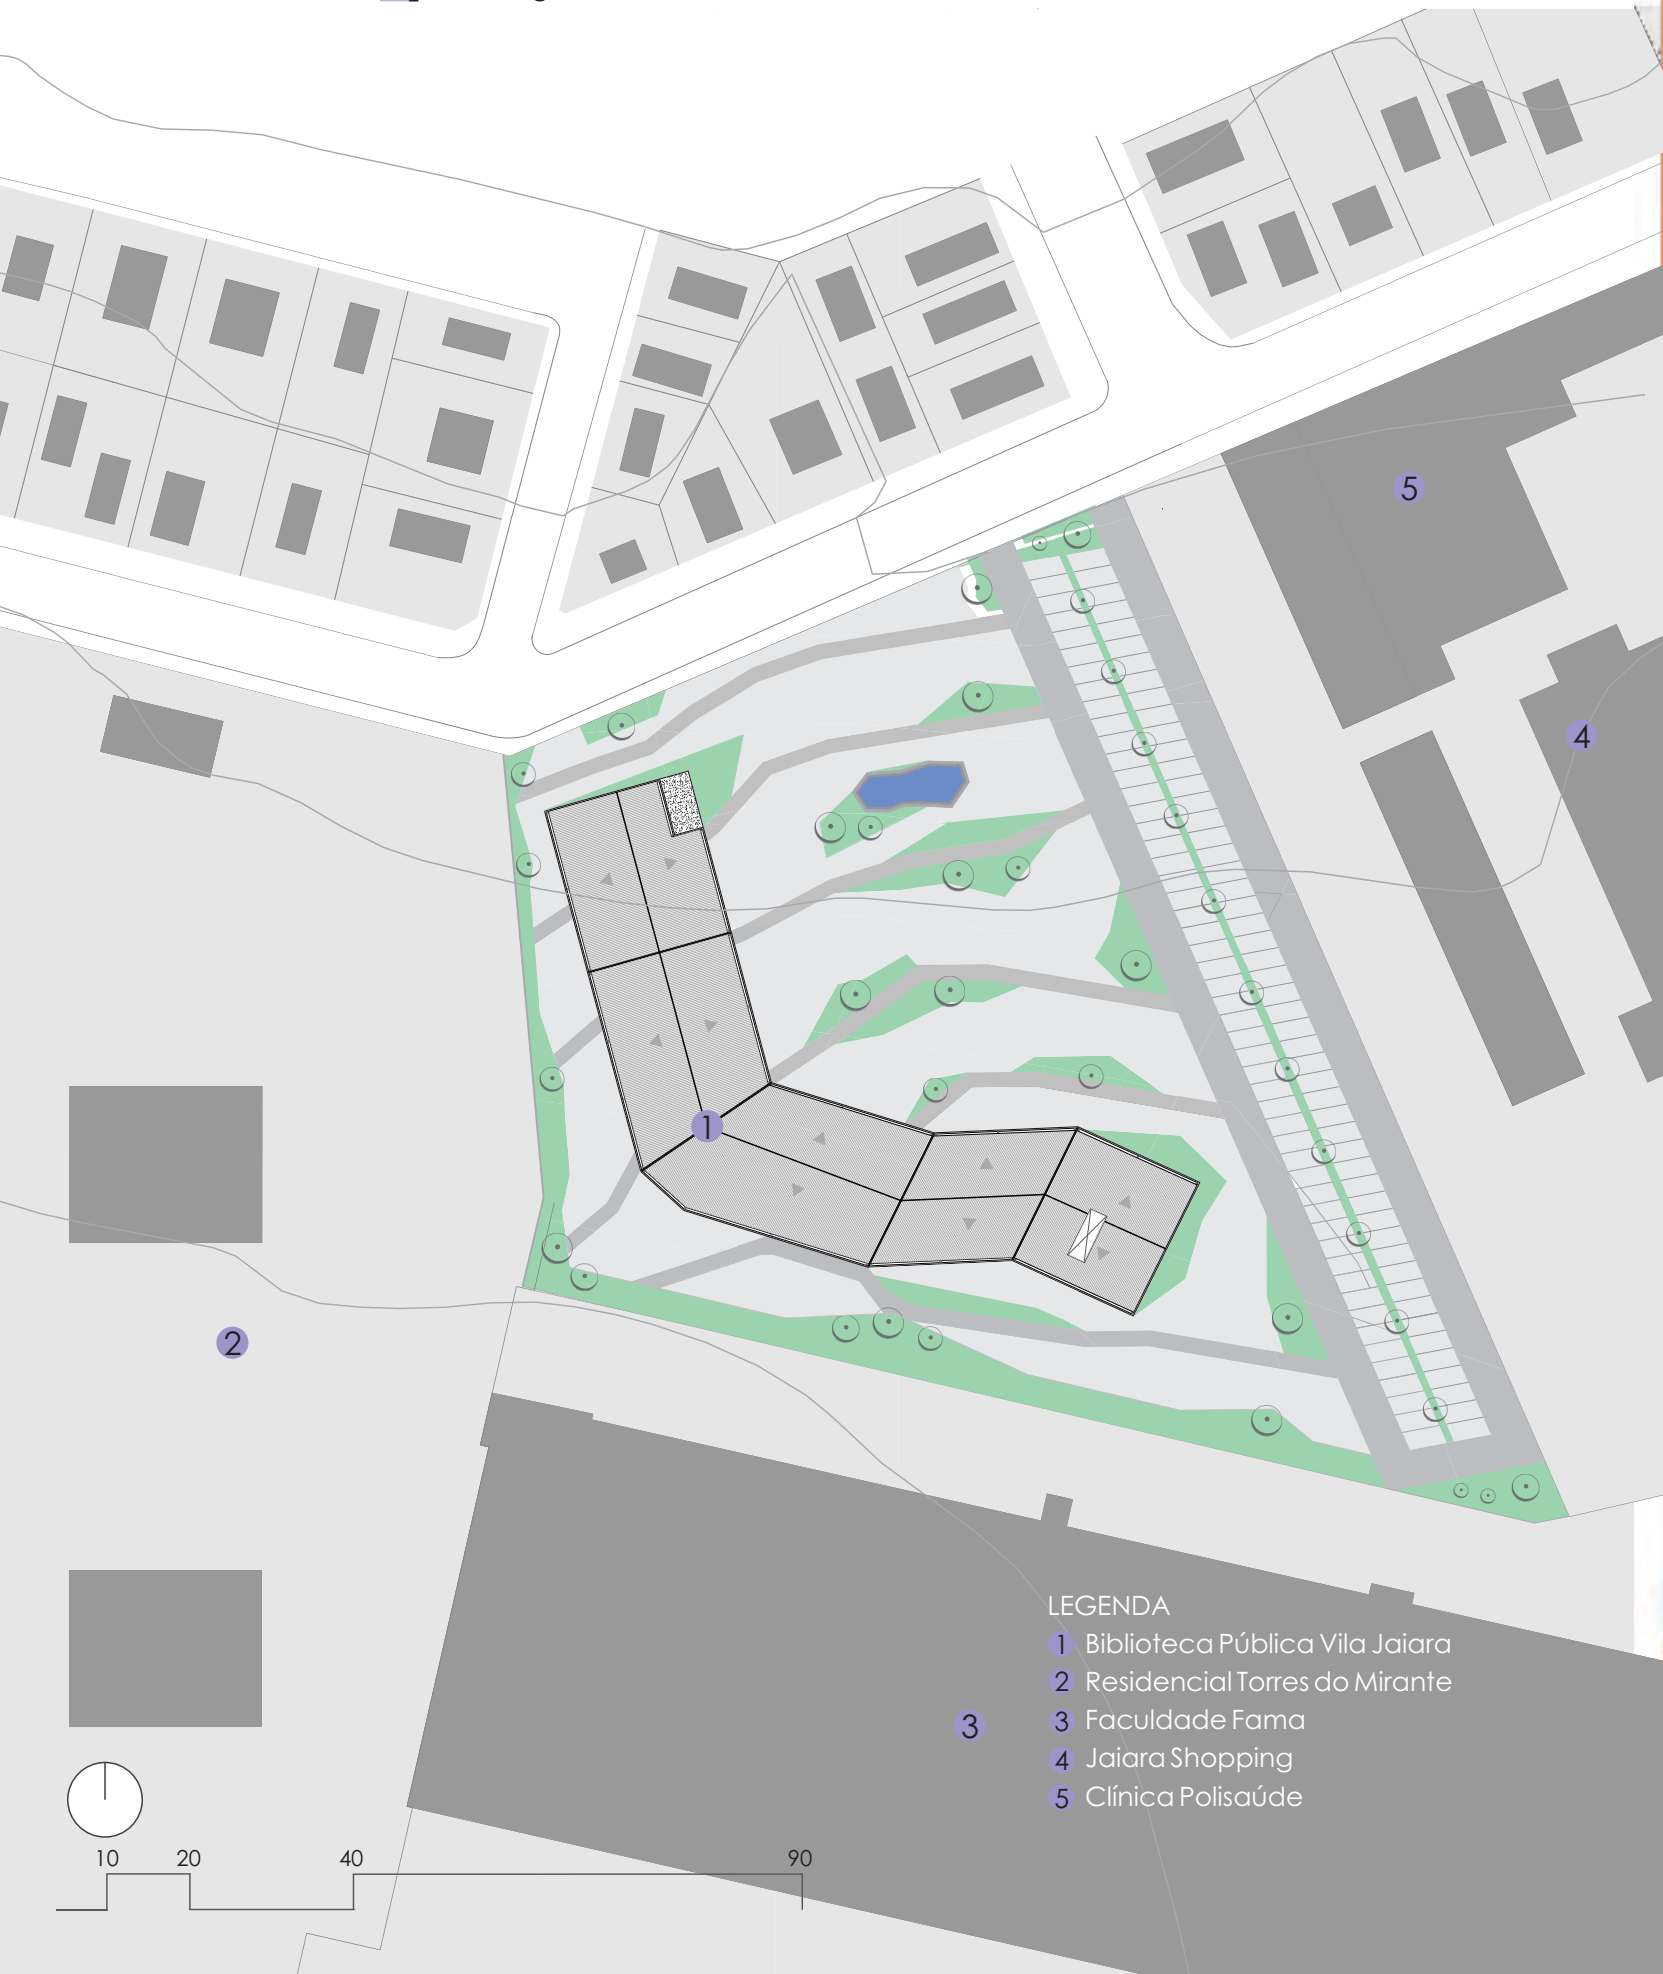 5
4
1
2
3
LEGENDA
1 Biblioteca Pública Vila Jaiara
2 Residencial Torres do Mirante
3 Faculdade Fama
4 Jaiara Shopping
5 Clínica Polisaúde
10 20 40 90